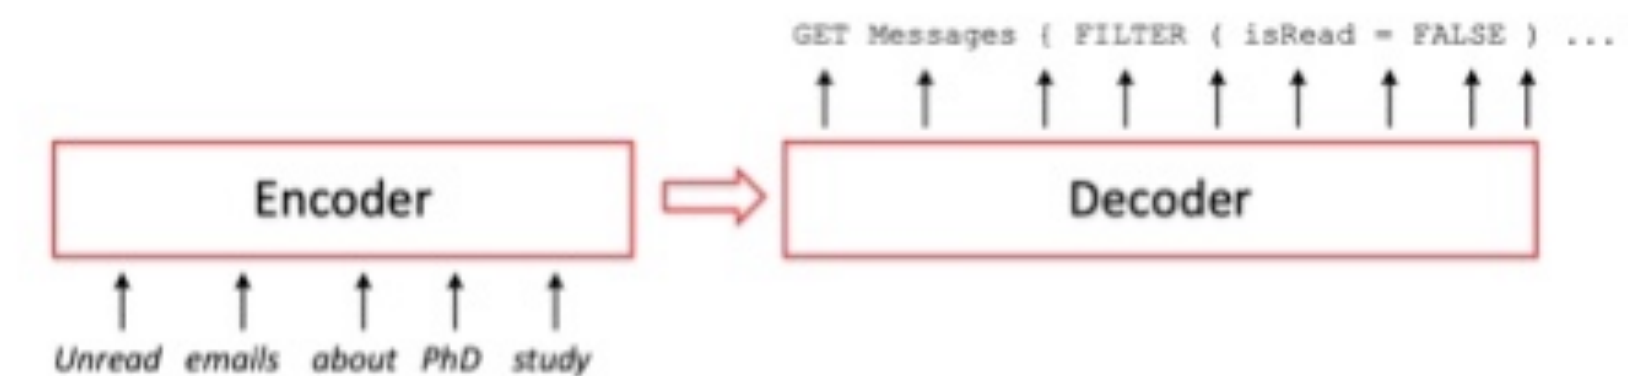 GET Messages { FILTER ( isRead = FALSE ) ...
Encoder
Decoder
Unread emails about PhD study